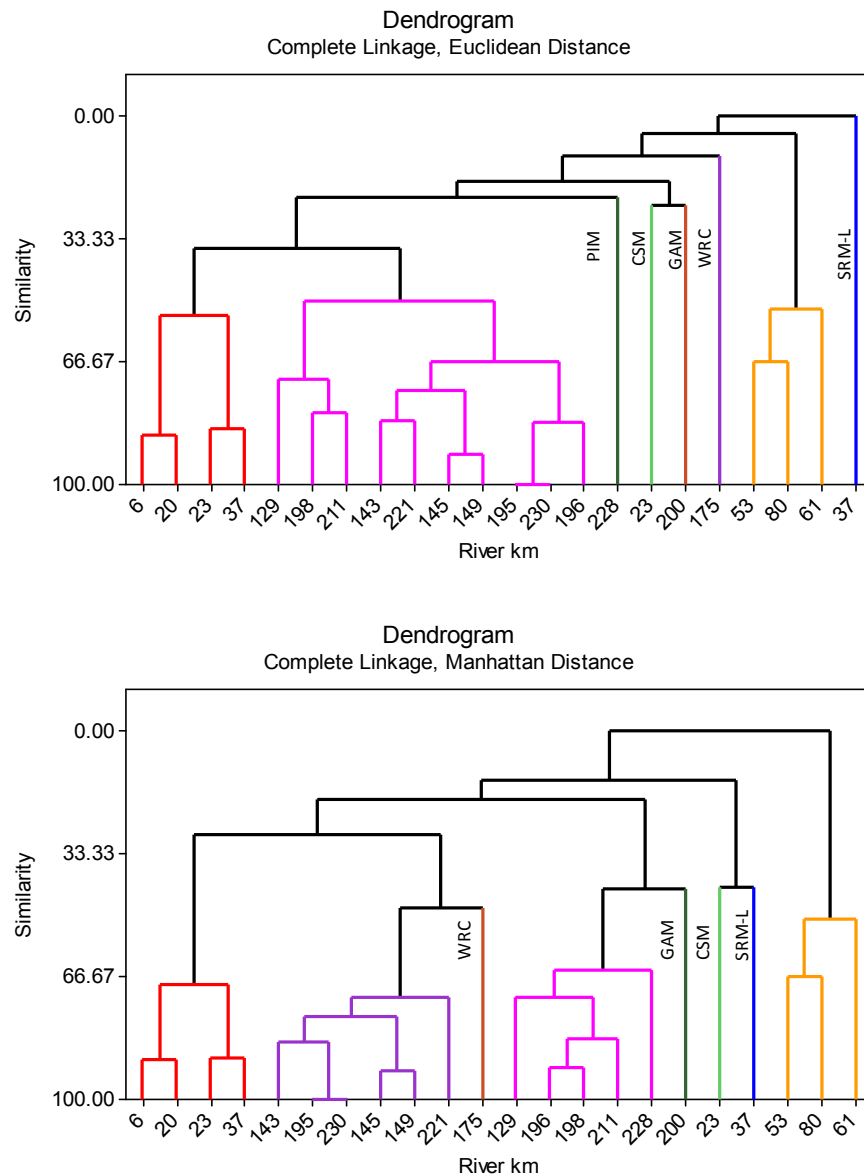 Dendrogram
Complete Linkage, Euclidean Distance
0.00
33.33
66.67
100.00
Similarity
PIM
CSM
GAM
WRC
SRM-L
6 20 23 37 129 198 211 143 221 145 149 195 230 196 228 23 200 175 53 80 61 37
River km
Dendrogram
Complete Linkage, Manhattan Distance
0.00
33.33
66.67
100.00
Similarity
WRC
GAM
CSM
SRM-L
6 20 23 37 143 195 230 145 149 221 175 129 196 198 211 228 200 23 37 53 80 61
River km